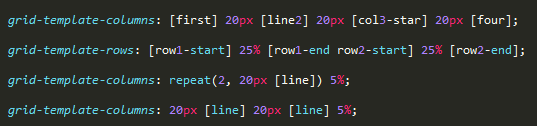 grid-template-columns: [first] 20px [line2] 20px [col3-star] 20px [four];
grid-template-rows: [row1-start] 25% [row1-end row2-start] 25% [row2-end];
grid-template-columns: repeat(2, 20px [line]) 5%;
grid-template-columns: 20px [line] 20px [line] 5%;